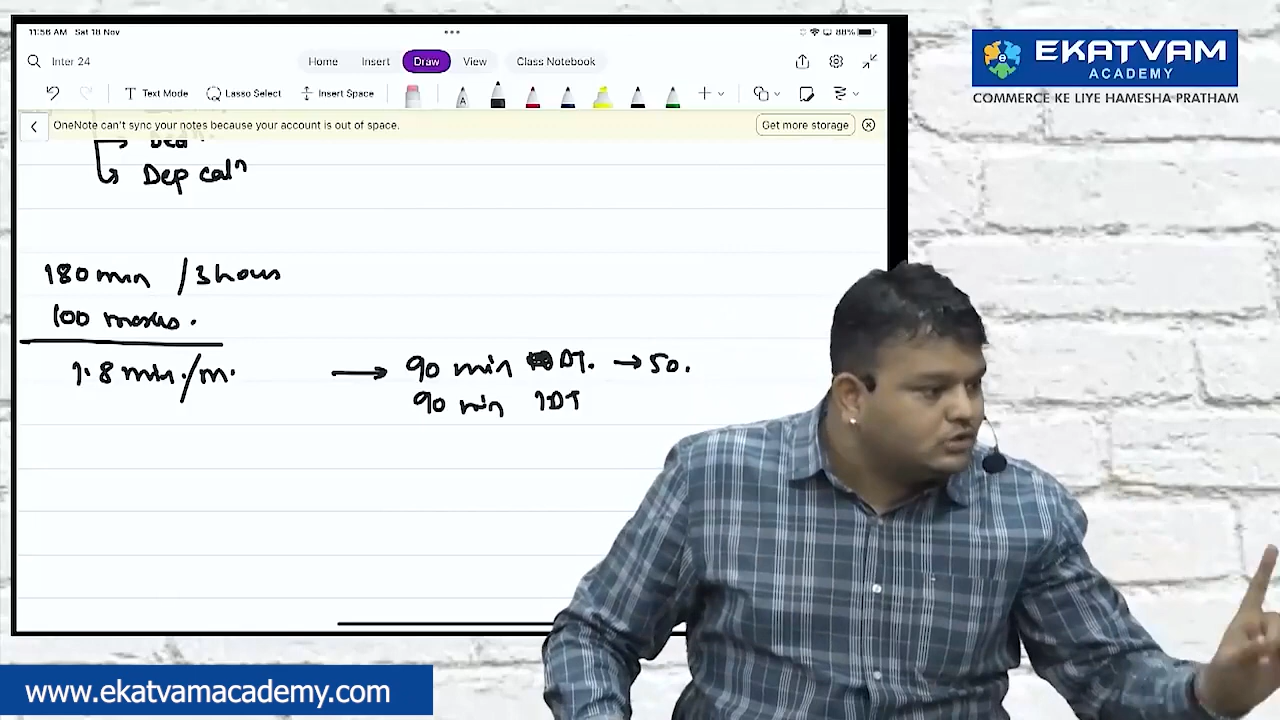 11:56 AM Sat 18 Nov
88%
EKATVAM
ACADEMY
COMMERCE KE LIYE HAMESHA PRATHAM
Inter 24
Home Insert Draw View Class Notebook
Text Mode Lasso Select Insert Space
OneNote can't sync your notes because your account is out of space. Get more storage
Dep calⁿ
180 min / 3 hours
100 marks.
1.8 min./m. → 90 min DT. → 50.
90 min IDT
www.ekatvamacademy.com